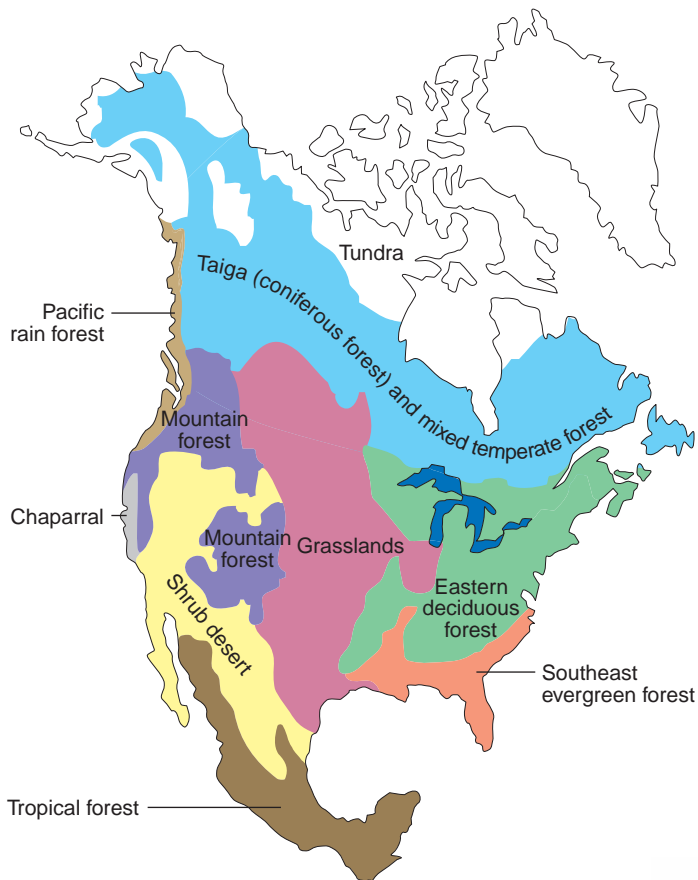 Tundra
Taiga (coniferous forest) and mixed temperate forest
Pacific
rain forest
Mountain
forest
Chaparral
Mountain
forest
Grasslands
Shrub desert
Eastern
deciduous
forest
Southeast
evergreen forest
Tropical forest